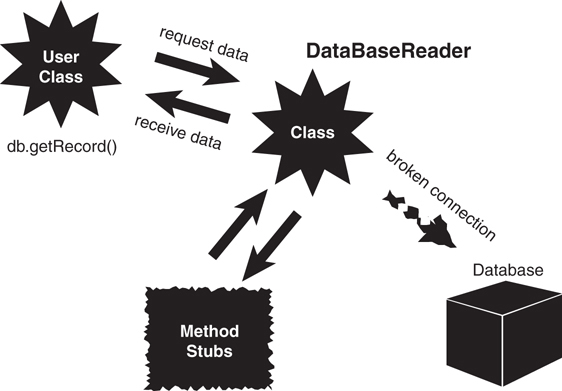 User
Class
request data
DataBaseReader
receive data
Class
db.getRecord()
broken connection
Database
Method
Stubs